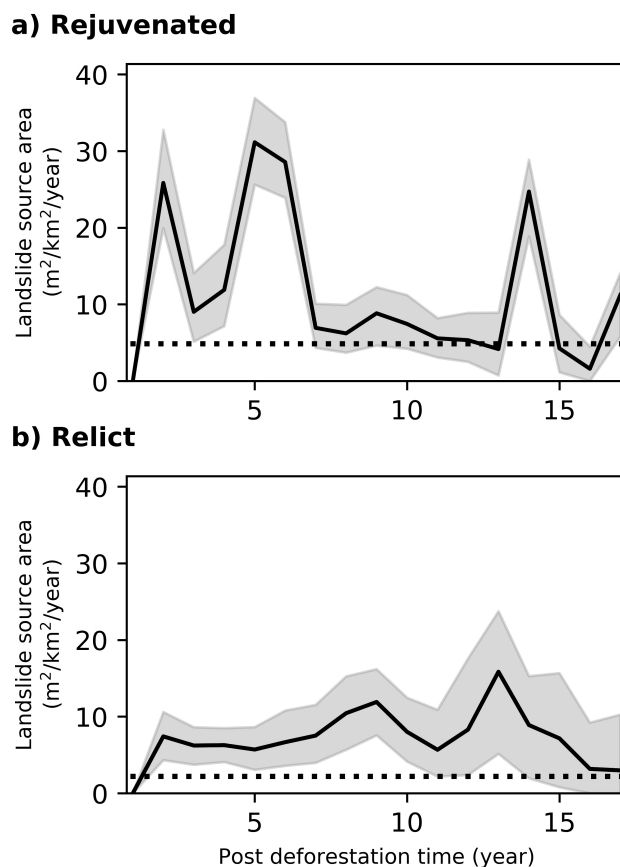 a) Rejuvenated
40
30
20
10
0
Landslide source area
(m²/km²/year)
5
10
15
b) Relict
40
30
20
10
0
Landslide source area
(m²/km²/year)
5
10
15
Post deforestation time (year)